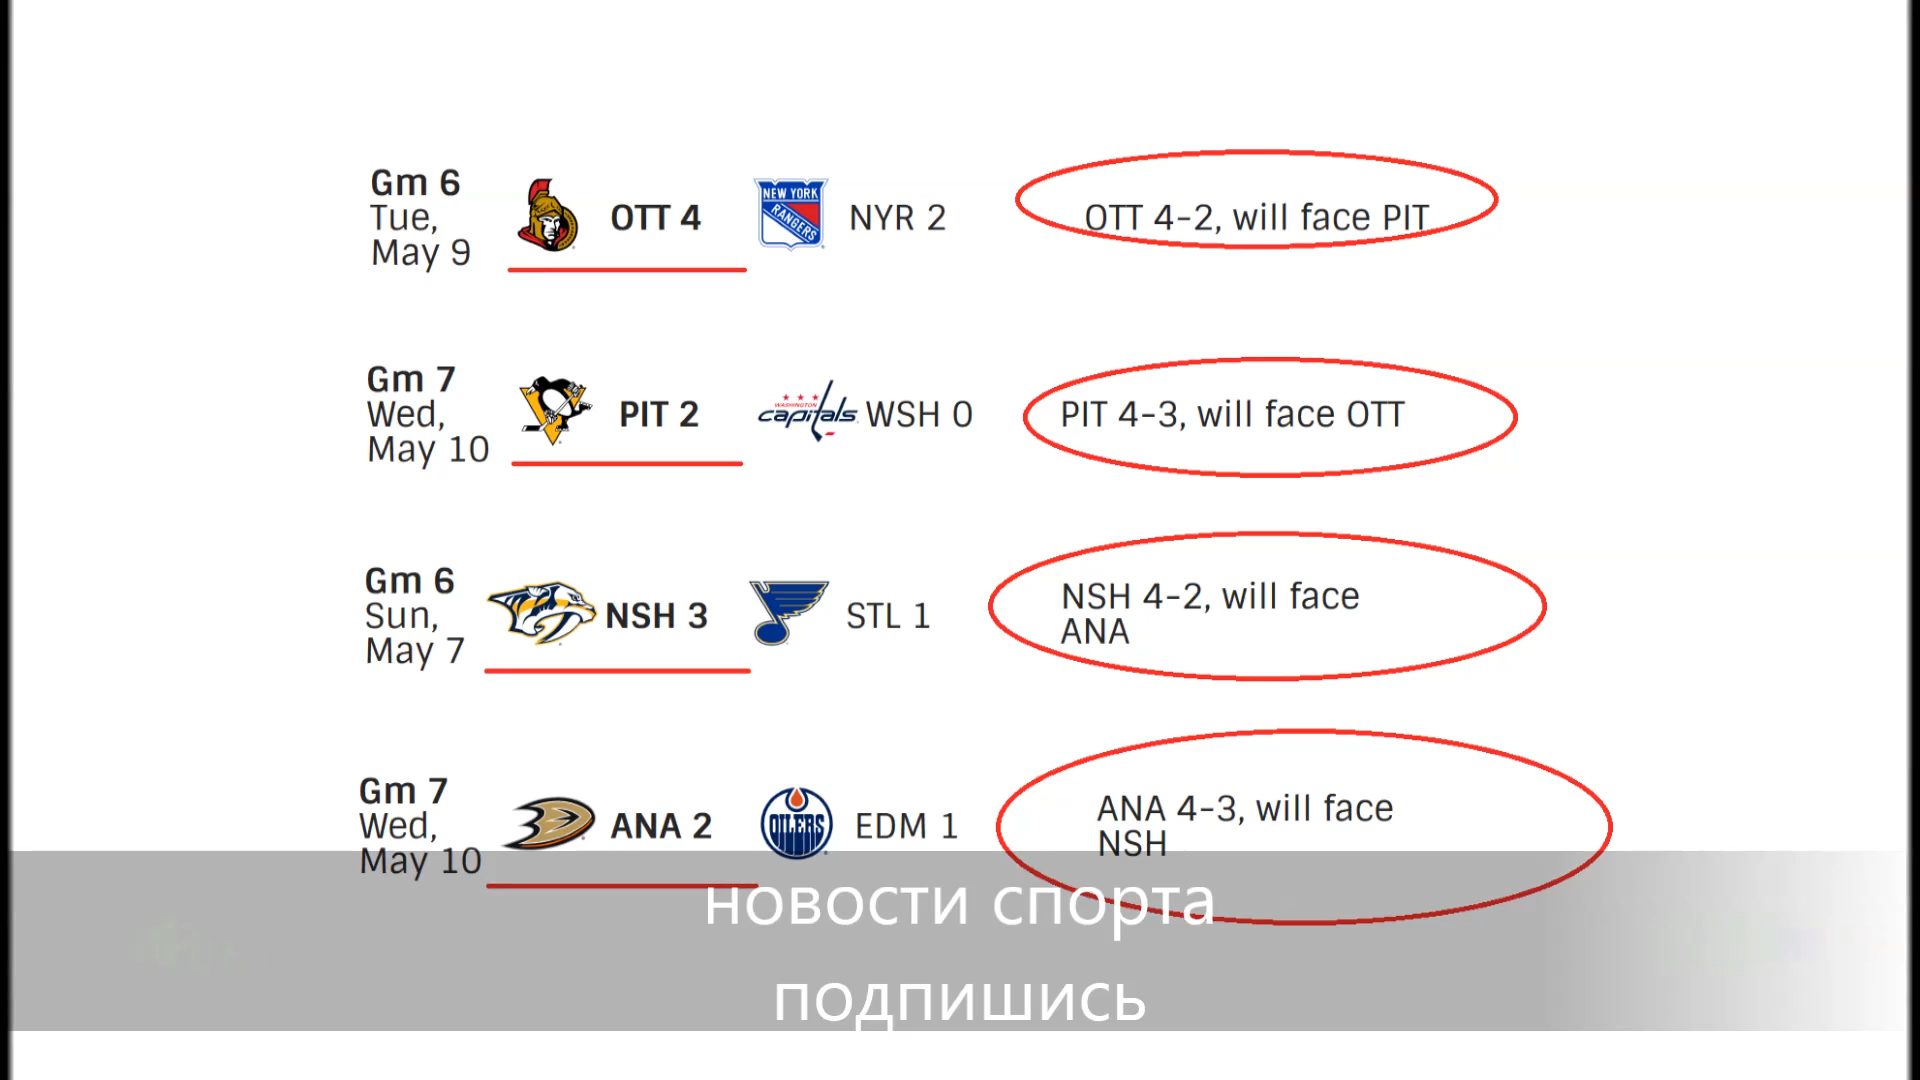 Gm 6
Tue,
May 9
OTT 4
NEW YORK
RANGERS
NYR 2
OTT 4-2, will face PIT
Gm 7
Wed,
May 10
PIT 2
WASHINGTON
capitals
WSH 0
PIT 4-3, will face OTT
Gm 6
Sun,
May 7
NSH 3
STL 1
NSH 4-2, will face
ANA
Gm 7
Wed,
May 10
ANA 2
OILERS
EDM 1
ANA 4-3, will face
NSH
новости спорта
подпишись